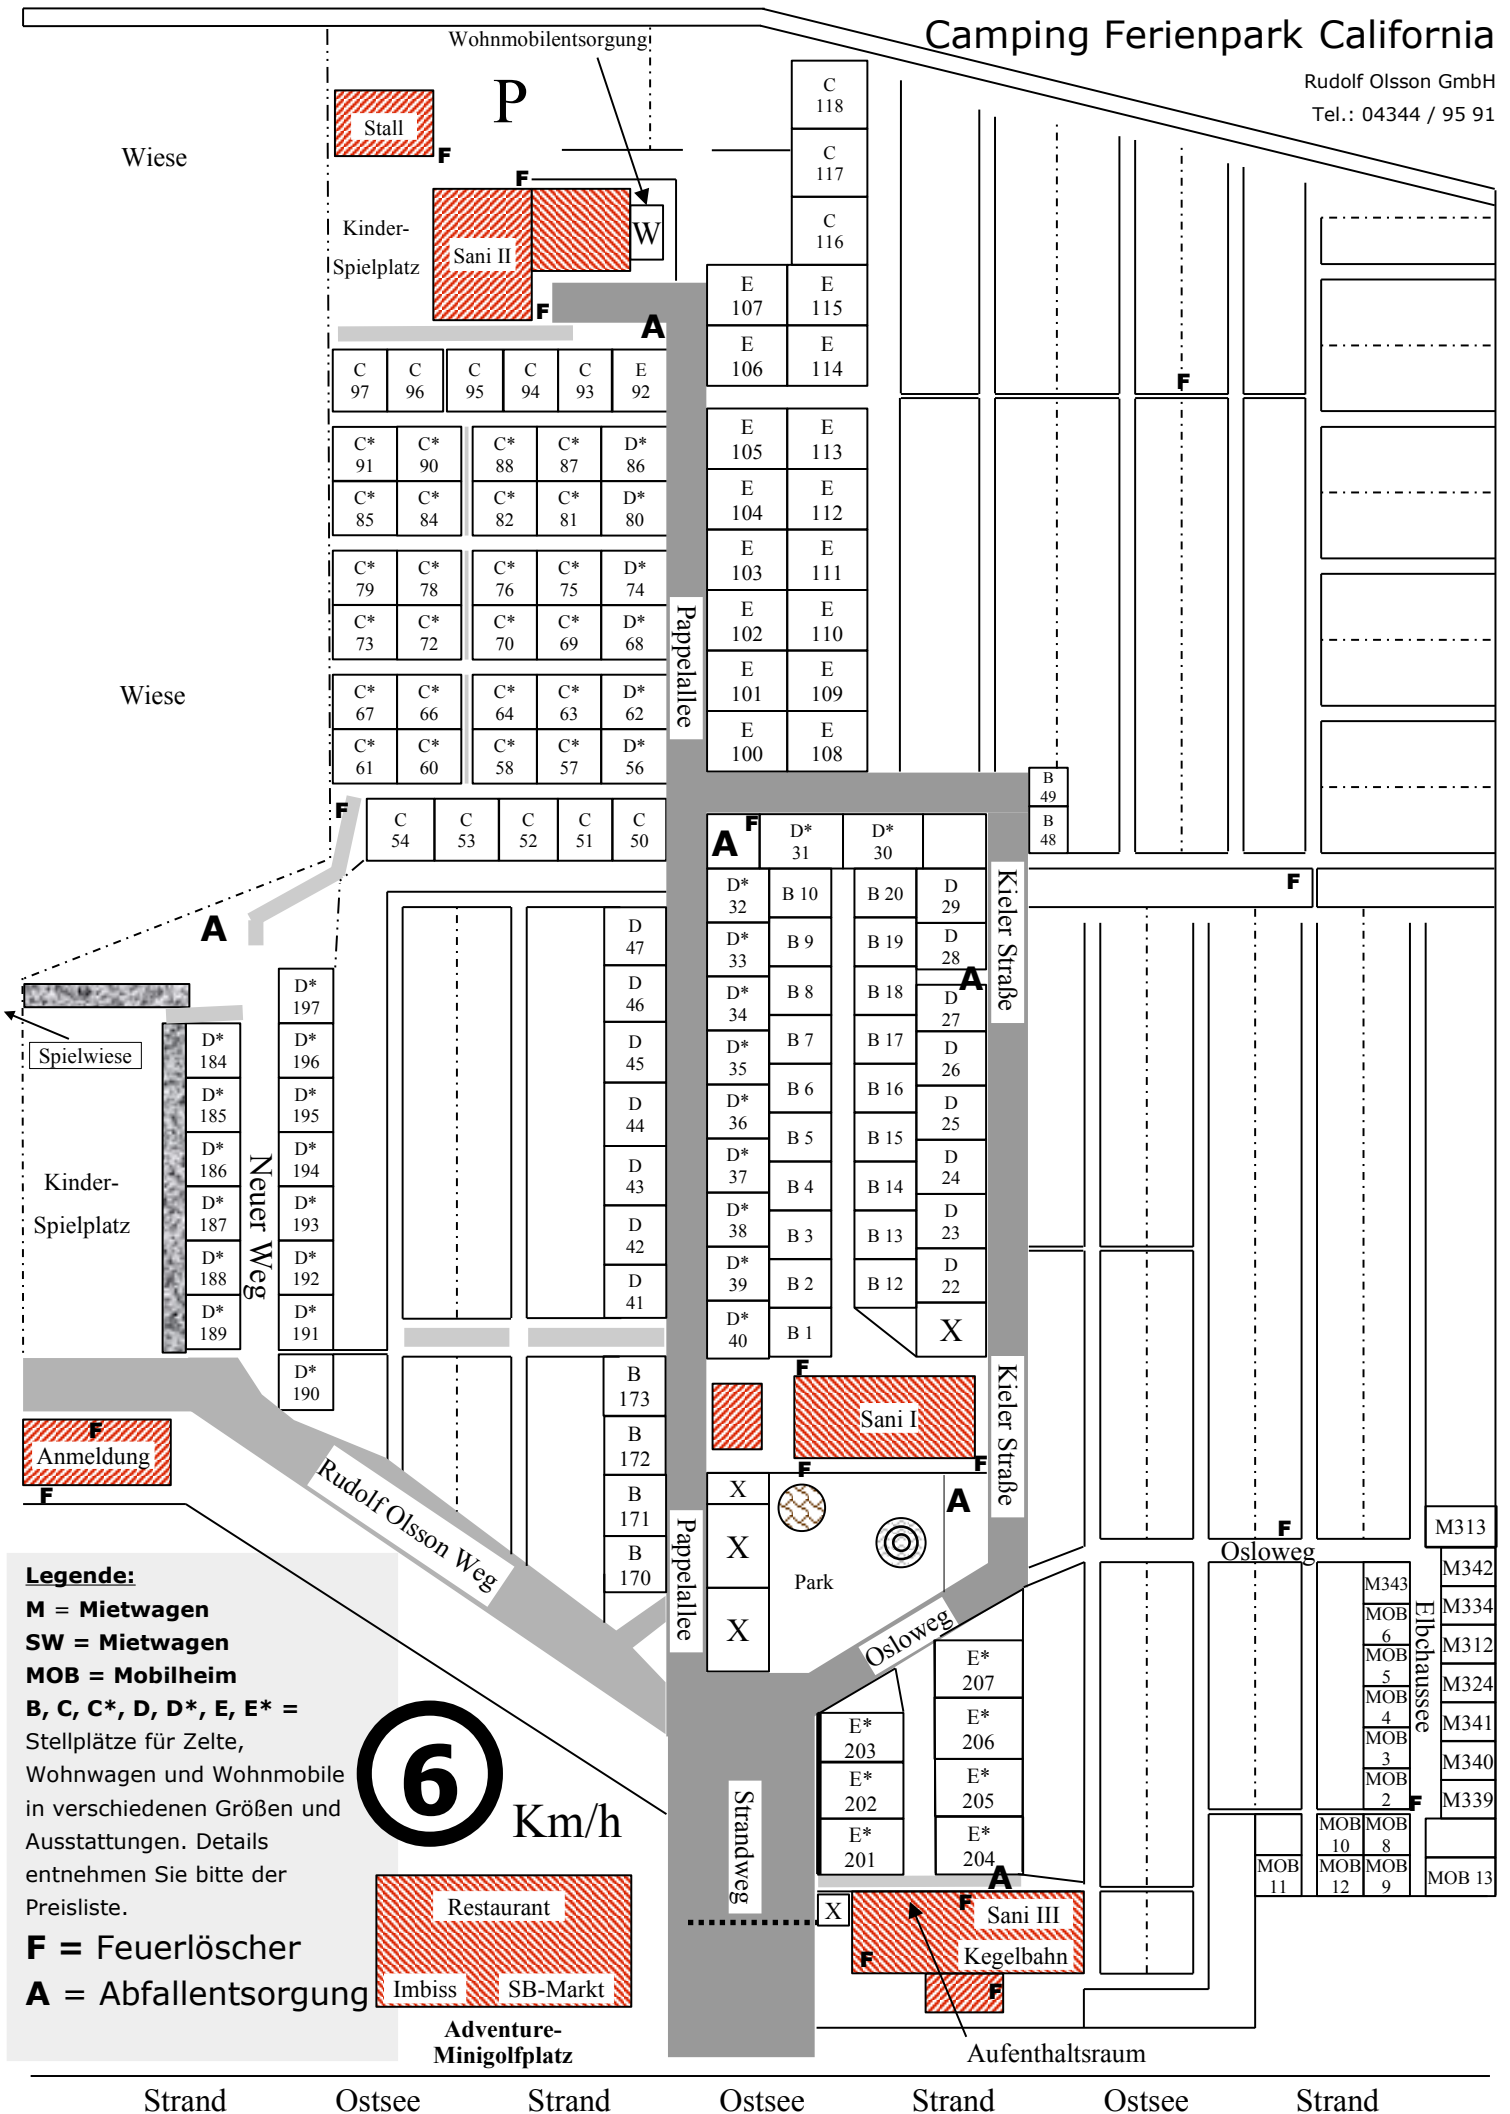 Camping Ferienpark California
Rudolf Olsson GmbH
Tel.: 04344 / 95 91
Wohnmobilentsorgung
P
Stall
F
Wiese
F
Kinder-
Spielplatz
Sani II
W
F
A
C
118
C
117
C
116
E
107
E
115
E
106
E
114
C
97
C
96
C
95
C
94
C
93
E
92
F
C*
91
C*
90
C*
88
C*
87
D*
86
C*
85
C*
84
C*
82
C*
81
D*
80
C*
79
C*
78
C*
76
C*
75
D*
74
C*
73
C*
72
C*
70
C*
69
D*
68
C*
67
C*
66
C*
64
C*
63
D*
62
C*
61
C*
60
C*
58
C*
57
D*
56
E
105
E
113
E
104
E
112
E
103
E
111
E
102
E
110
E
101
E
109
E
100
E
108
Pappelallee
Wiese
F
C
54
C
53
C
52
C
51
C
50
B
49
B
48
A
F
D*
31
D*
30
F
D*
32
D*
33
D*
34
D*
35
D*
36
D*
37
D*
38
D*
39
D*
40
B 10
B 9
B 8
B 7
B 6
B 5
B 4
B 3
B 2
B 1
B 20
B 19
B 18
B 17
B 16
B 15
B 14
B 13
B 12
D
29
D
28
A
D
27
D
26
D
25
D
24
D
23
D
22
X
Kieler Straße
A
D
47
D
46
D
45
D
44
D
43
D
42
D
41
D*
197
D*
196
D*
195
D*
194
D*
193
D*
192
D*
191
D*
190
Spielwiese
D*
184
D*
185
D*
186
D*
187
D*
188
D*
189
Neuer Weg
Kinder-
Spielplatz
B
173
B
172
B
171
B
170
F
Sani I
F
F
Kieler Straße
F
Anmeldung
F
Rudolf Olsson Weg
Pappelallee
X
X
X
A
Park
Osloweg
F
Osloweg
M313
M342
M334
M312
M324
M341
M340
M339
MOB 13
M343
MOB
6
MOB
5
MOB
4
MOB
3
MOB
2
F
Elbchaussee
MOB
10
MOB
8
MOB
11
MOB
12
MOB
9
E*
207
E*
206
E*
205
E*
204
E*
203
E*
202
E*
201
A
Strandweg
X
F
Sani III
F
Kegelbahn
F
Aufenthaltsraum
Legende:
M = Mietwagen
SW = Mietwagen
MOB = Mobilheim
B, C, C*, D, D*, E, E* =
Stellplätze für Zelte,
Wohnwagen und Wohnmobile
in verschiedenen Größen und
Ausstattungen. Details
entnehmen Sie bitte der
Preisliste.
F = Feuerlöscher
A = Abfallentsorgung
6
Km/h
Restaurant
Imbiss SB-Markt
Adventure-
Minigolfplatz
Strand Ostsee Strand Ostsee Strand Ostsee Strand